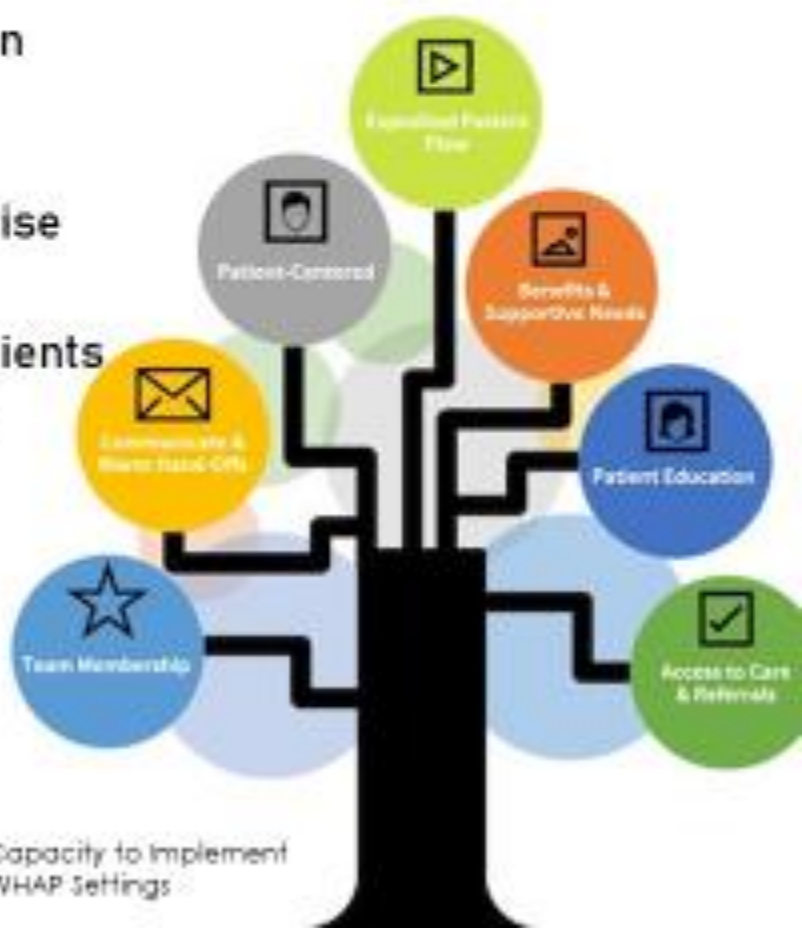 n
ise
ients
Expedited Patient
Flow
Patient-Centered
Benefits &
Supportive Needs
Communicate &
Warm Hand-Offs
Patient Education
Team Membership
Access to Care
& Referrals
Capacity to Implement
WHAP Settings